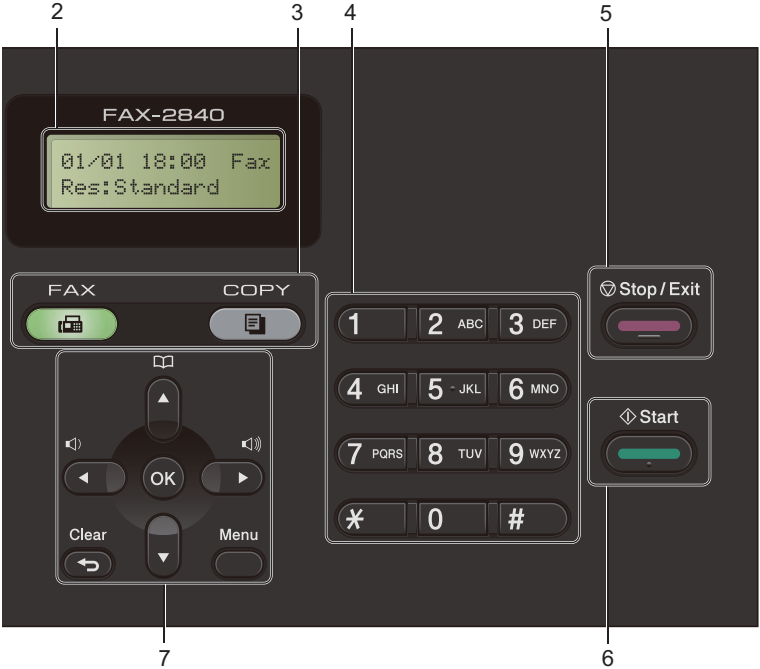 2 3 4 5
FAX-2840
01/01 18:00 Fax
Res:Standard
FAX COPY
Stop/Exit
1 2 ABC 3 DEF
4 GHI 5 JKL 6 MNO
Start
7 PQRS 8 TUV 9 WXYZ
OK
* 0 #
Clear Menu
7 6